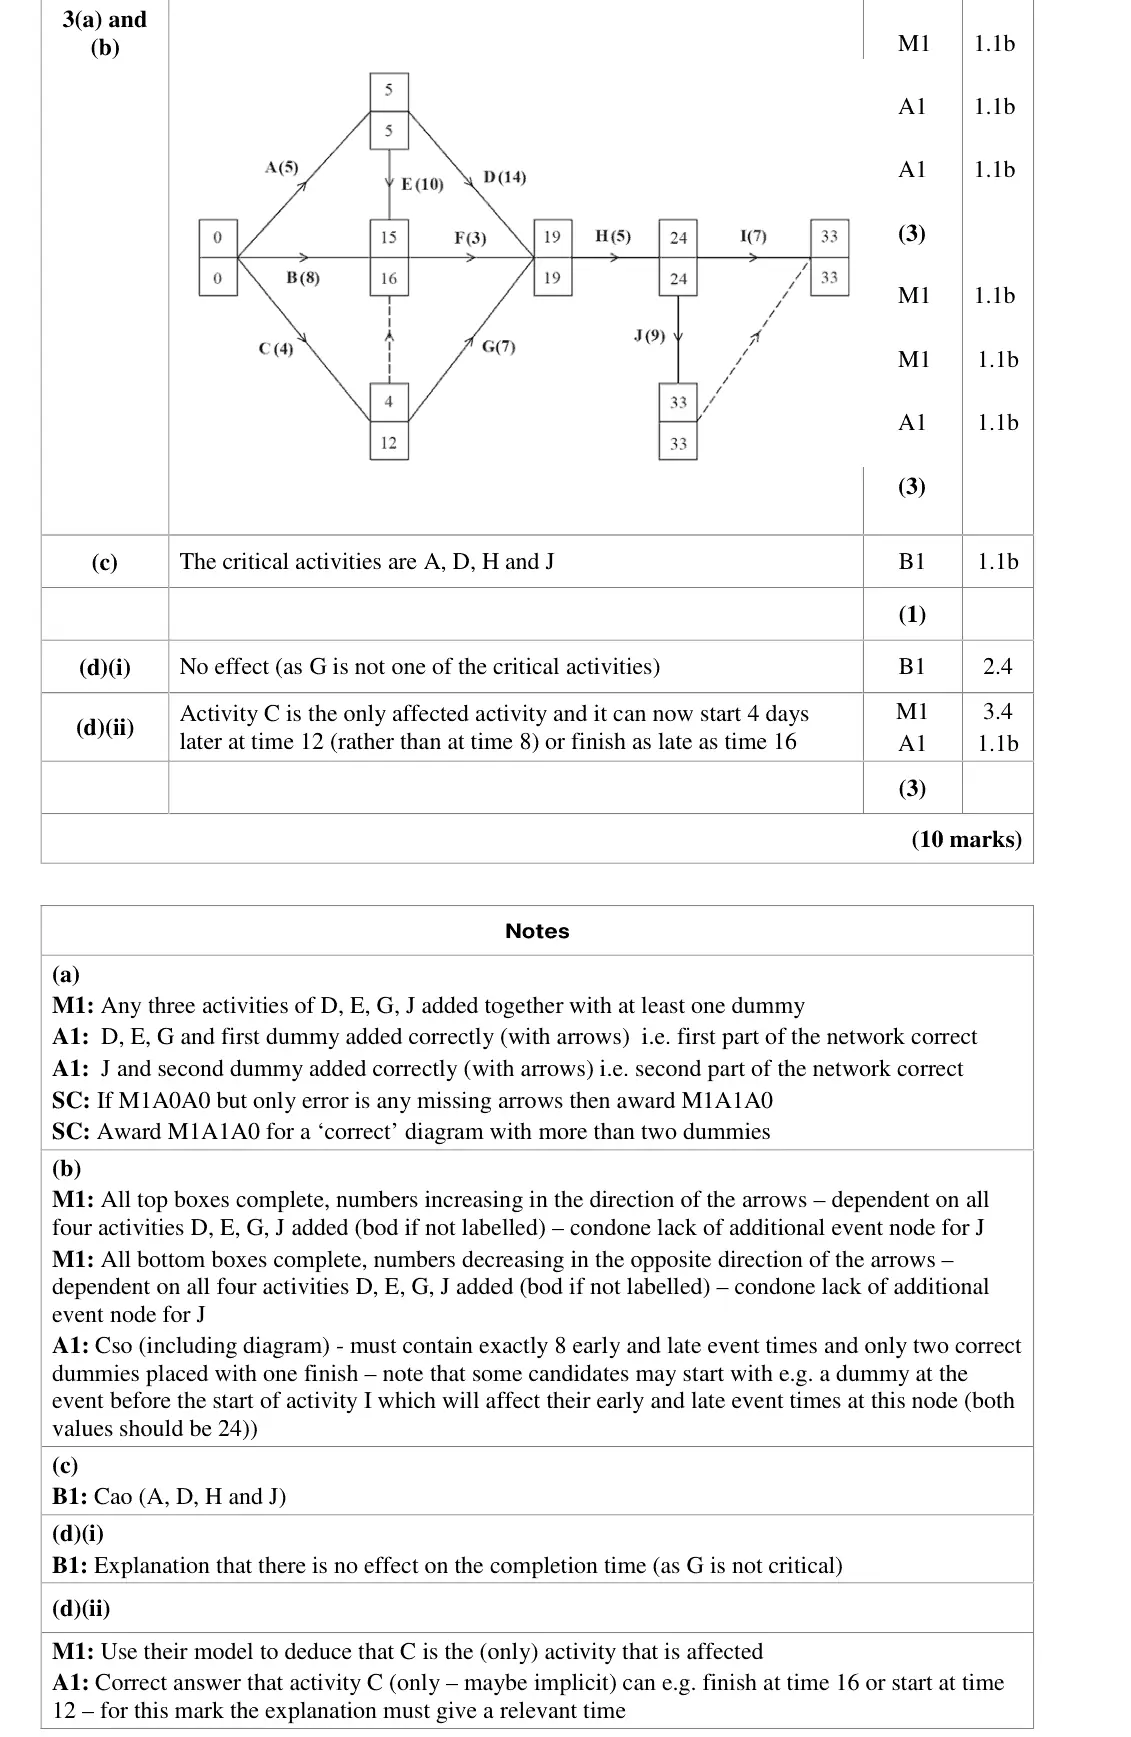 3(a) and
(b)
M1 1.1b
A1 1.1b
A1 1.1b
(3)
M1 1.1b
M1 1.1b
A1 1.1b
(3)
5
5
A(5)
E(10)
D(14)
0
0
15
16
F(3)
B(8)
19
19
H(5)
24
24
I(7)
33
33
C(4)
G(7)
J(9)
4
12
33
33
(c) The critical activities are A, D, H and J B1 1.1b
(1)
(d)(i) No effect (as G is not one of the critical activities) B1 2.4
(d)(ii) Activity C is the only affected activity and it can now start 4 days M1 3.4
later at time 12 (rather than at time 8) or finish as late as time 16 A1 1.1b
(3)
(10 marks)
Notes
(a)
M1: Any three activities of D, E, G, J added together with at least one dummy
A1: D, E, G and first dummy added correctly (with arrows) i.e. first part of the network correct
A1: J and second dummy added correctly (with arrows) i.e. second part of the network correct
SC: If M1A0A0 but only error is any missing arrows then award M1A1A0
SC: Award M1A1A0 for a ‘correct’ diagram with more than two dummies
(b)
M1: All top boxes complete, numbers increasing in the direction of the arrows – dependent on all
four activities D, E, G, J added (bod if not labelled) – condone lack of additional event node for J
M1: All bottom boxes complete, numbers decreasing in the opposite direction of the arrows –
dependent on all four activities D, E, G, J added (bod if not labelled) – condone lack of additional
event node for J
A1: Cso (including diagram) - must contain exactly 8 early and late event times and only two correct
dummies placed with one finish – note that some candidates may start with e.g. a dummy at the
event before the start of activity I which will affect their early and late event times at this node (both
values should be 24))
(c)
B1: Cao (A, D, H and J)
(d)(i)
B1: Explanation that there is no effect on the completion time (as G is not critical)
(d)(ii)
M1: Use their model to deduce that C is the (only) activity that is affected
A1: Correct answer that activity C (only – maybe implicit) can e.g. finish at time 16 or start at time
12 – for this mark the explanation must give a relevant time